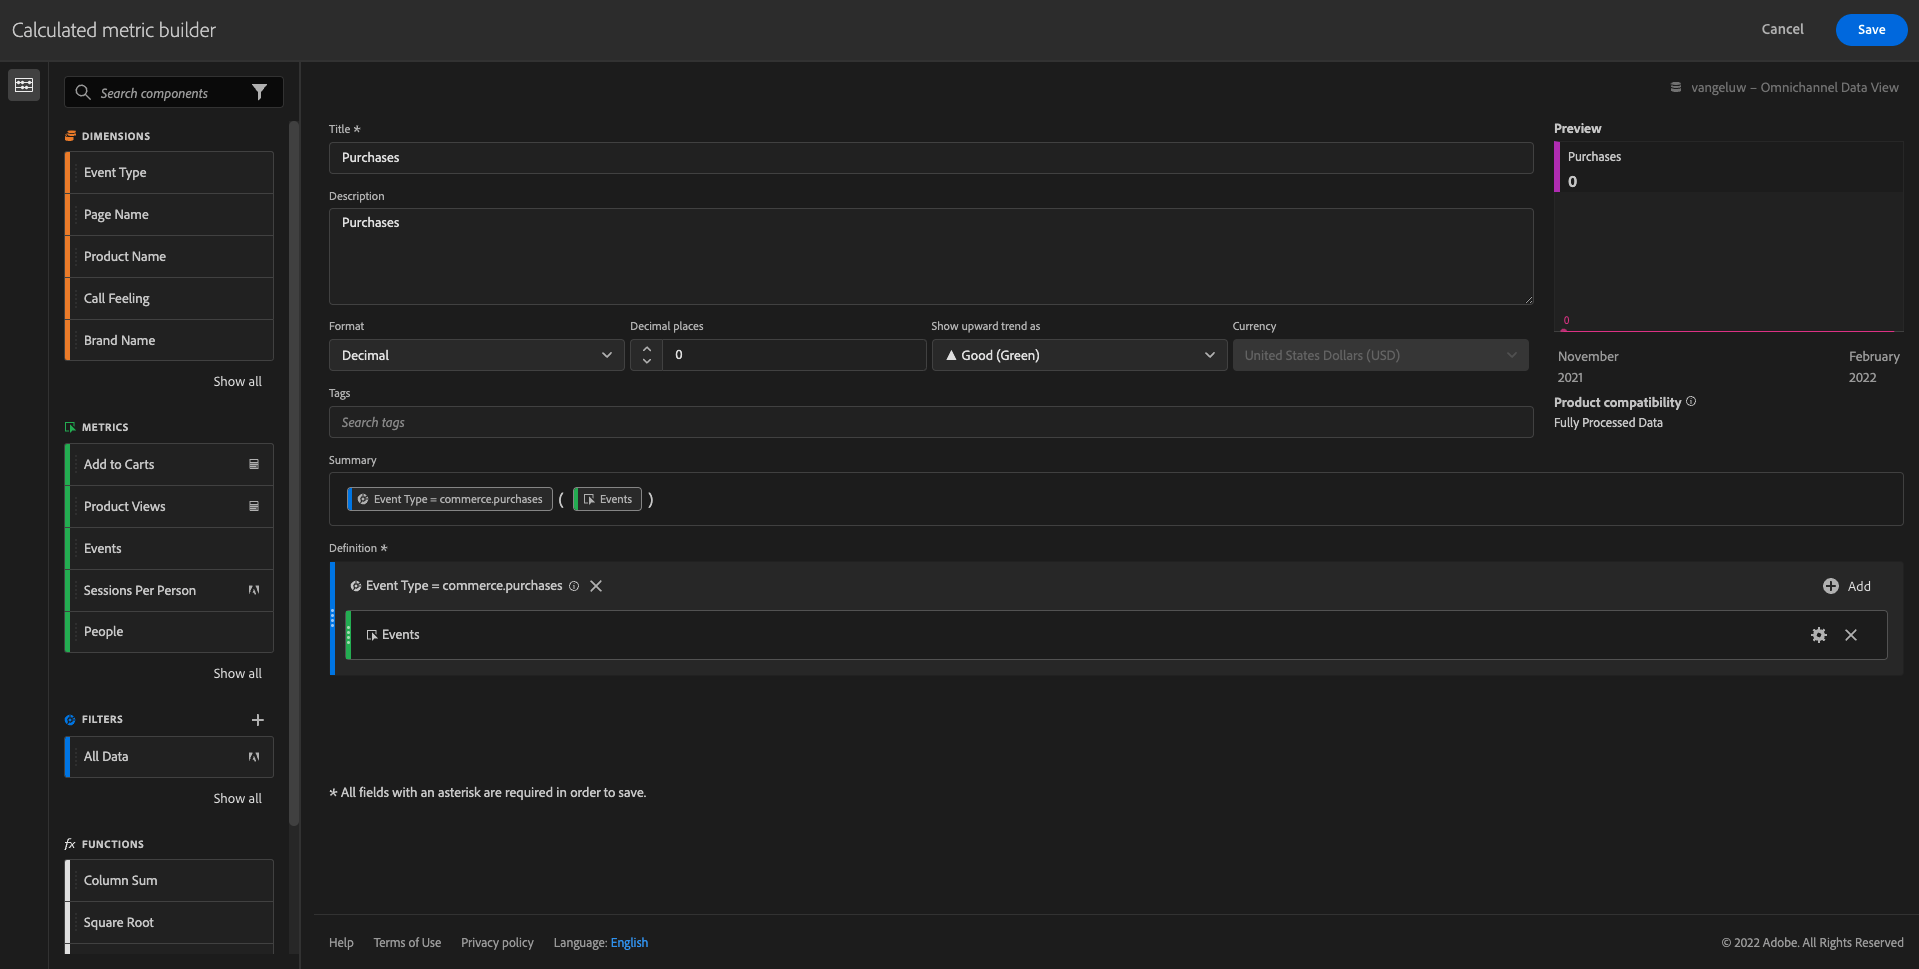 Calculated metric builder
Cancel
Save
Search components
DIMENSIONS
Event Type
Page Name
Product Name
Call Feeling
Brand Name
Show all
METRICS
Add to Carts
Product Views
Events
Sessions Per Person
People
Show all
FILTERS
All Data
Show all
fx FUNCTIONS
Column Sum
Square Root
vangeluw – Omnichannel Data View
Title *
Purchases
Description
Purchases
Format
Decimal
Decimal places
0
Show upward trend as
Good (Green)
Currency
United States Dollars (USD)
Tags
Search tags
Summary
Event Type = commerce.purchases ( Events )
Definition *
Event Type = commerce.purchases
Add
Events
* All fields with an asterisk are required in order to save.
Preview
Purchases
0
0
November
2021
February
2022
Product compatibility
Fully Processed Data
Help
Terms of Use
Privacy policy
Language: English
© 2022 Adobe. All Rights Reserved